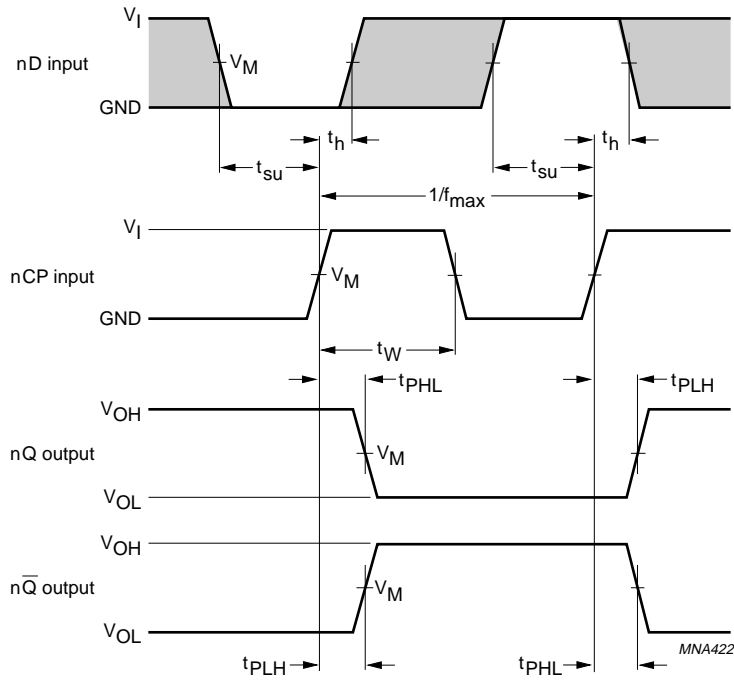 V_I
nD input
V_M
GND
t_h
t_h
t_su
t_su
1/f_max
V_I
nCP input
V_M
GND
t_W
t_PHL
t_PLH
V_OH
nQ output
V_M
V_OL
V_OH
nQ̅ output
V_M
V_OL
MNA422
t_PLH
t_PHL